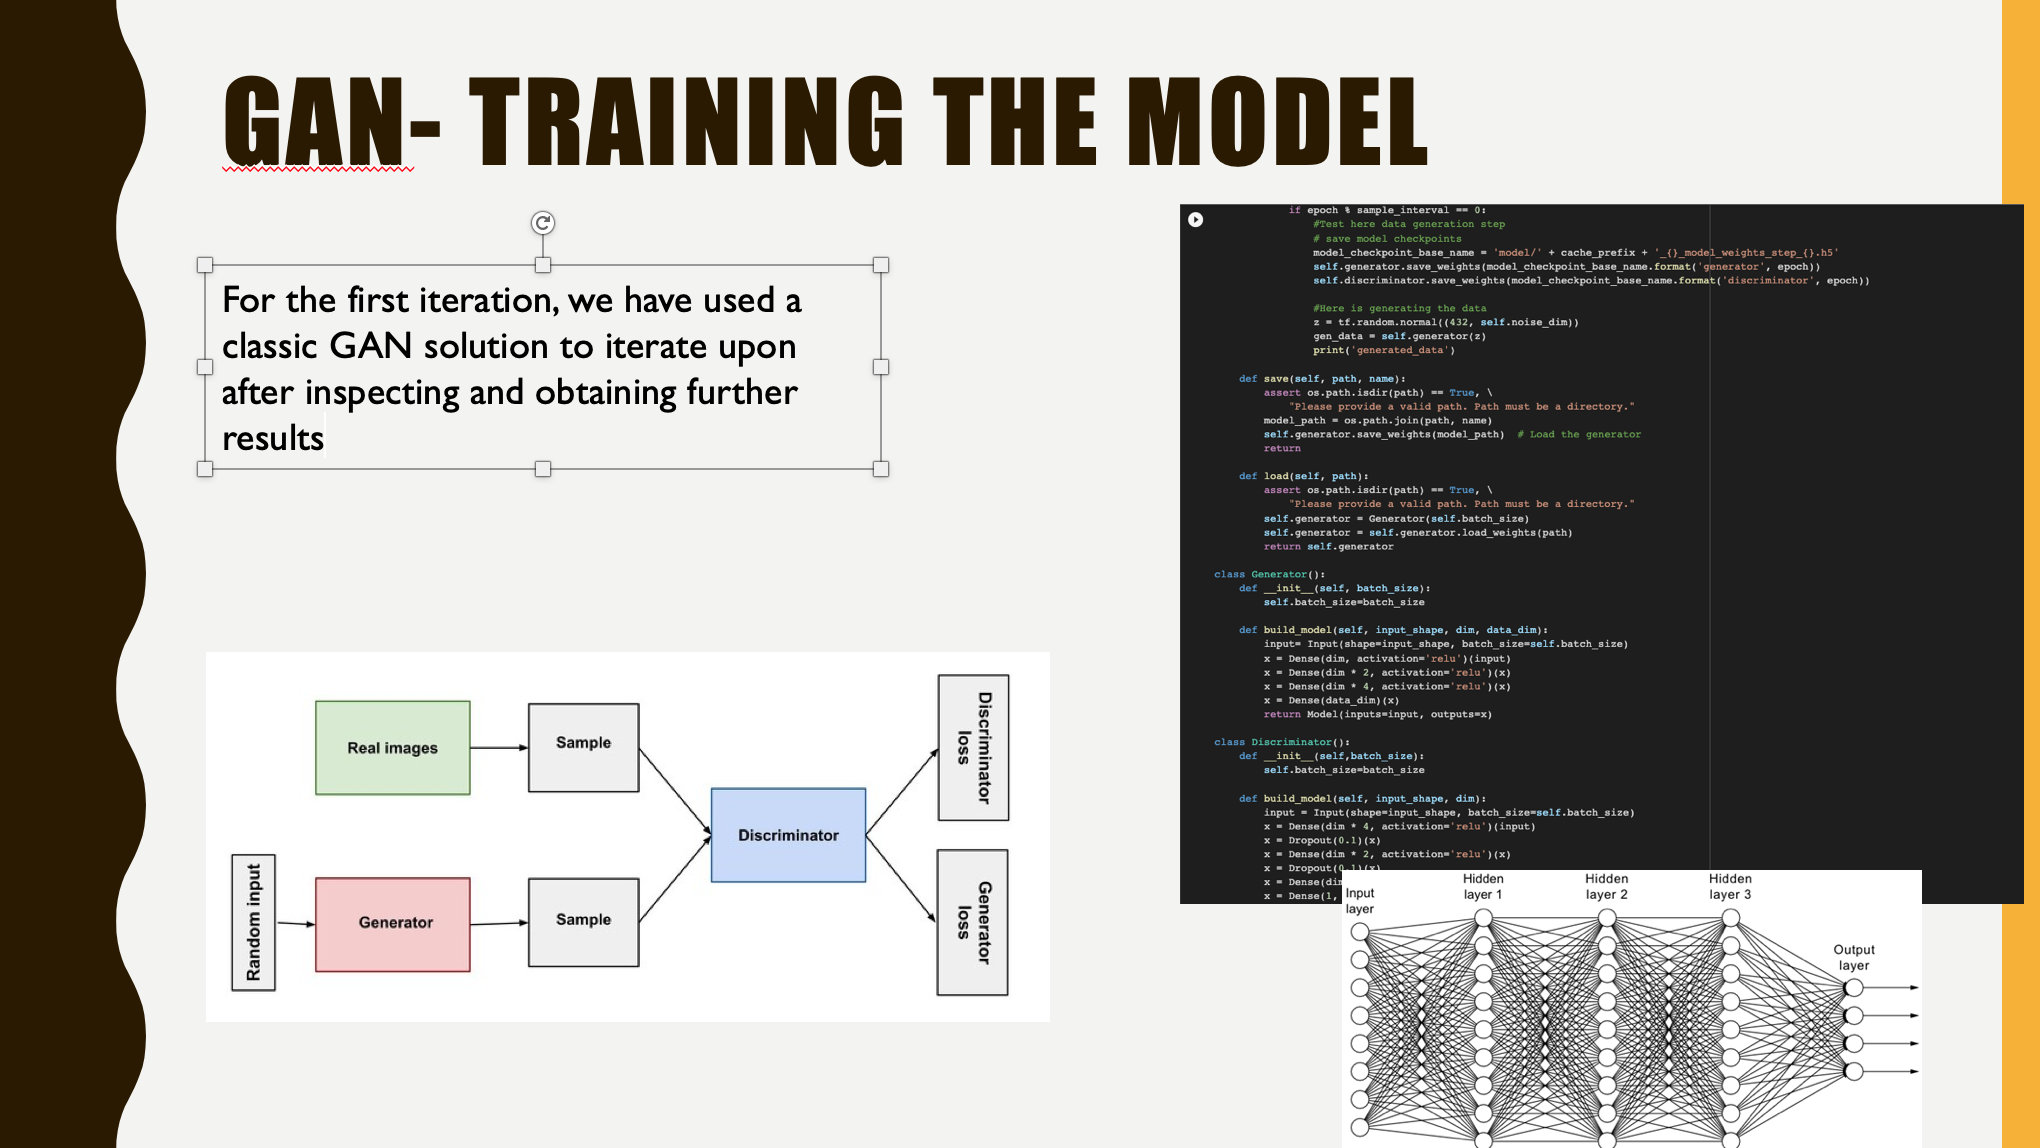 GAN- TRAINING THE MODEL
For the first iteration, we have used a
classic GAN solution to iterate upon
after inspecting and obtaining further
results
if epoch % sample_interval == 0:
#Test here data generation step
# save model checkpoints
model_checkpoint_base_name = 'model/' + cache_prefix + '_{}_model_weights_step_{}.h5'
self.generator.save_weights(model_checkpoint_base_name.format('generator', epoch))
self.discriminator.save_weights(model_checkpoint_base_name.format('discriminator', epoch))
#Here is generating the data
z = tf.random.normal((432, self.noise_dim))
gen_data = self.generator(z)
print('generated_data')
def save(self, path, name):
assert os.path.isdir(path) == True, \
"Please provide a valid path. Path must be a directory."
model_path = os.path.join(path, name)
self.generator.save_weights(model_path)  # Load the generator
return
def load(self, path):
assert os.path.isdir(path) == True, \
"Please provide a valid path. Path must be a directory."
self.generator = Generator(self.batch_size)
self.generator = self.generator.load_weights(path)
return self.generator
class Generator():
def __init__(self, batch_size):
self.batch_size=batch_size
def build_model(self, input_shape, dim, data_dim):
input= Input(shape=input_shape, batch_size=self.batch_size)
x = Dense(dim, activation='relu')(input)
x = Dense(dim * 2, activation='relu')(x)
x = Dense(dim * 4, activation='relu')(x)
x = Dense(data_dim)(x)
return Model(inputs=input, outputs=x)
class Discriminator():
def __init__(self,batch_size):
self.batch_size=batch_size
def build_model(self, input_shape, dim):
input = Input(shape=input_shape, batch_size=self.batch_size)
x = Dense(dim * 4, activation='relu')(input)
x = Dropout(0.1)(x)
x = Dense(dim * 2, activation='relu')(x)
x = Dropout(0.1)(x)
x = Dense(dim
x = Dense(1,
Real images
Sample
Discriminator
loss
Discriminator
Random input
Generator
Sample
Generator
loss
Input
layer
Hidden
layer 1
Hidden
layer 2
Hidden
layer 3
Output
layer